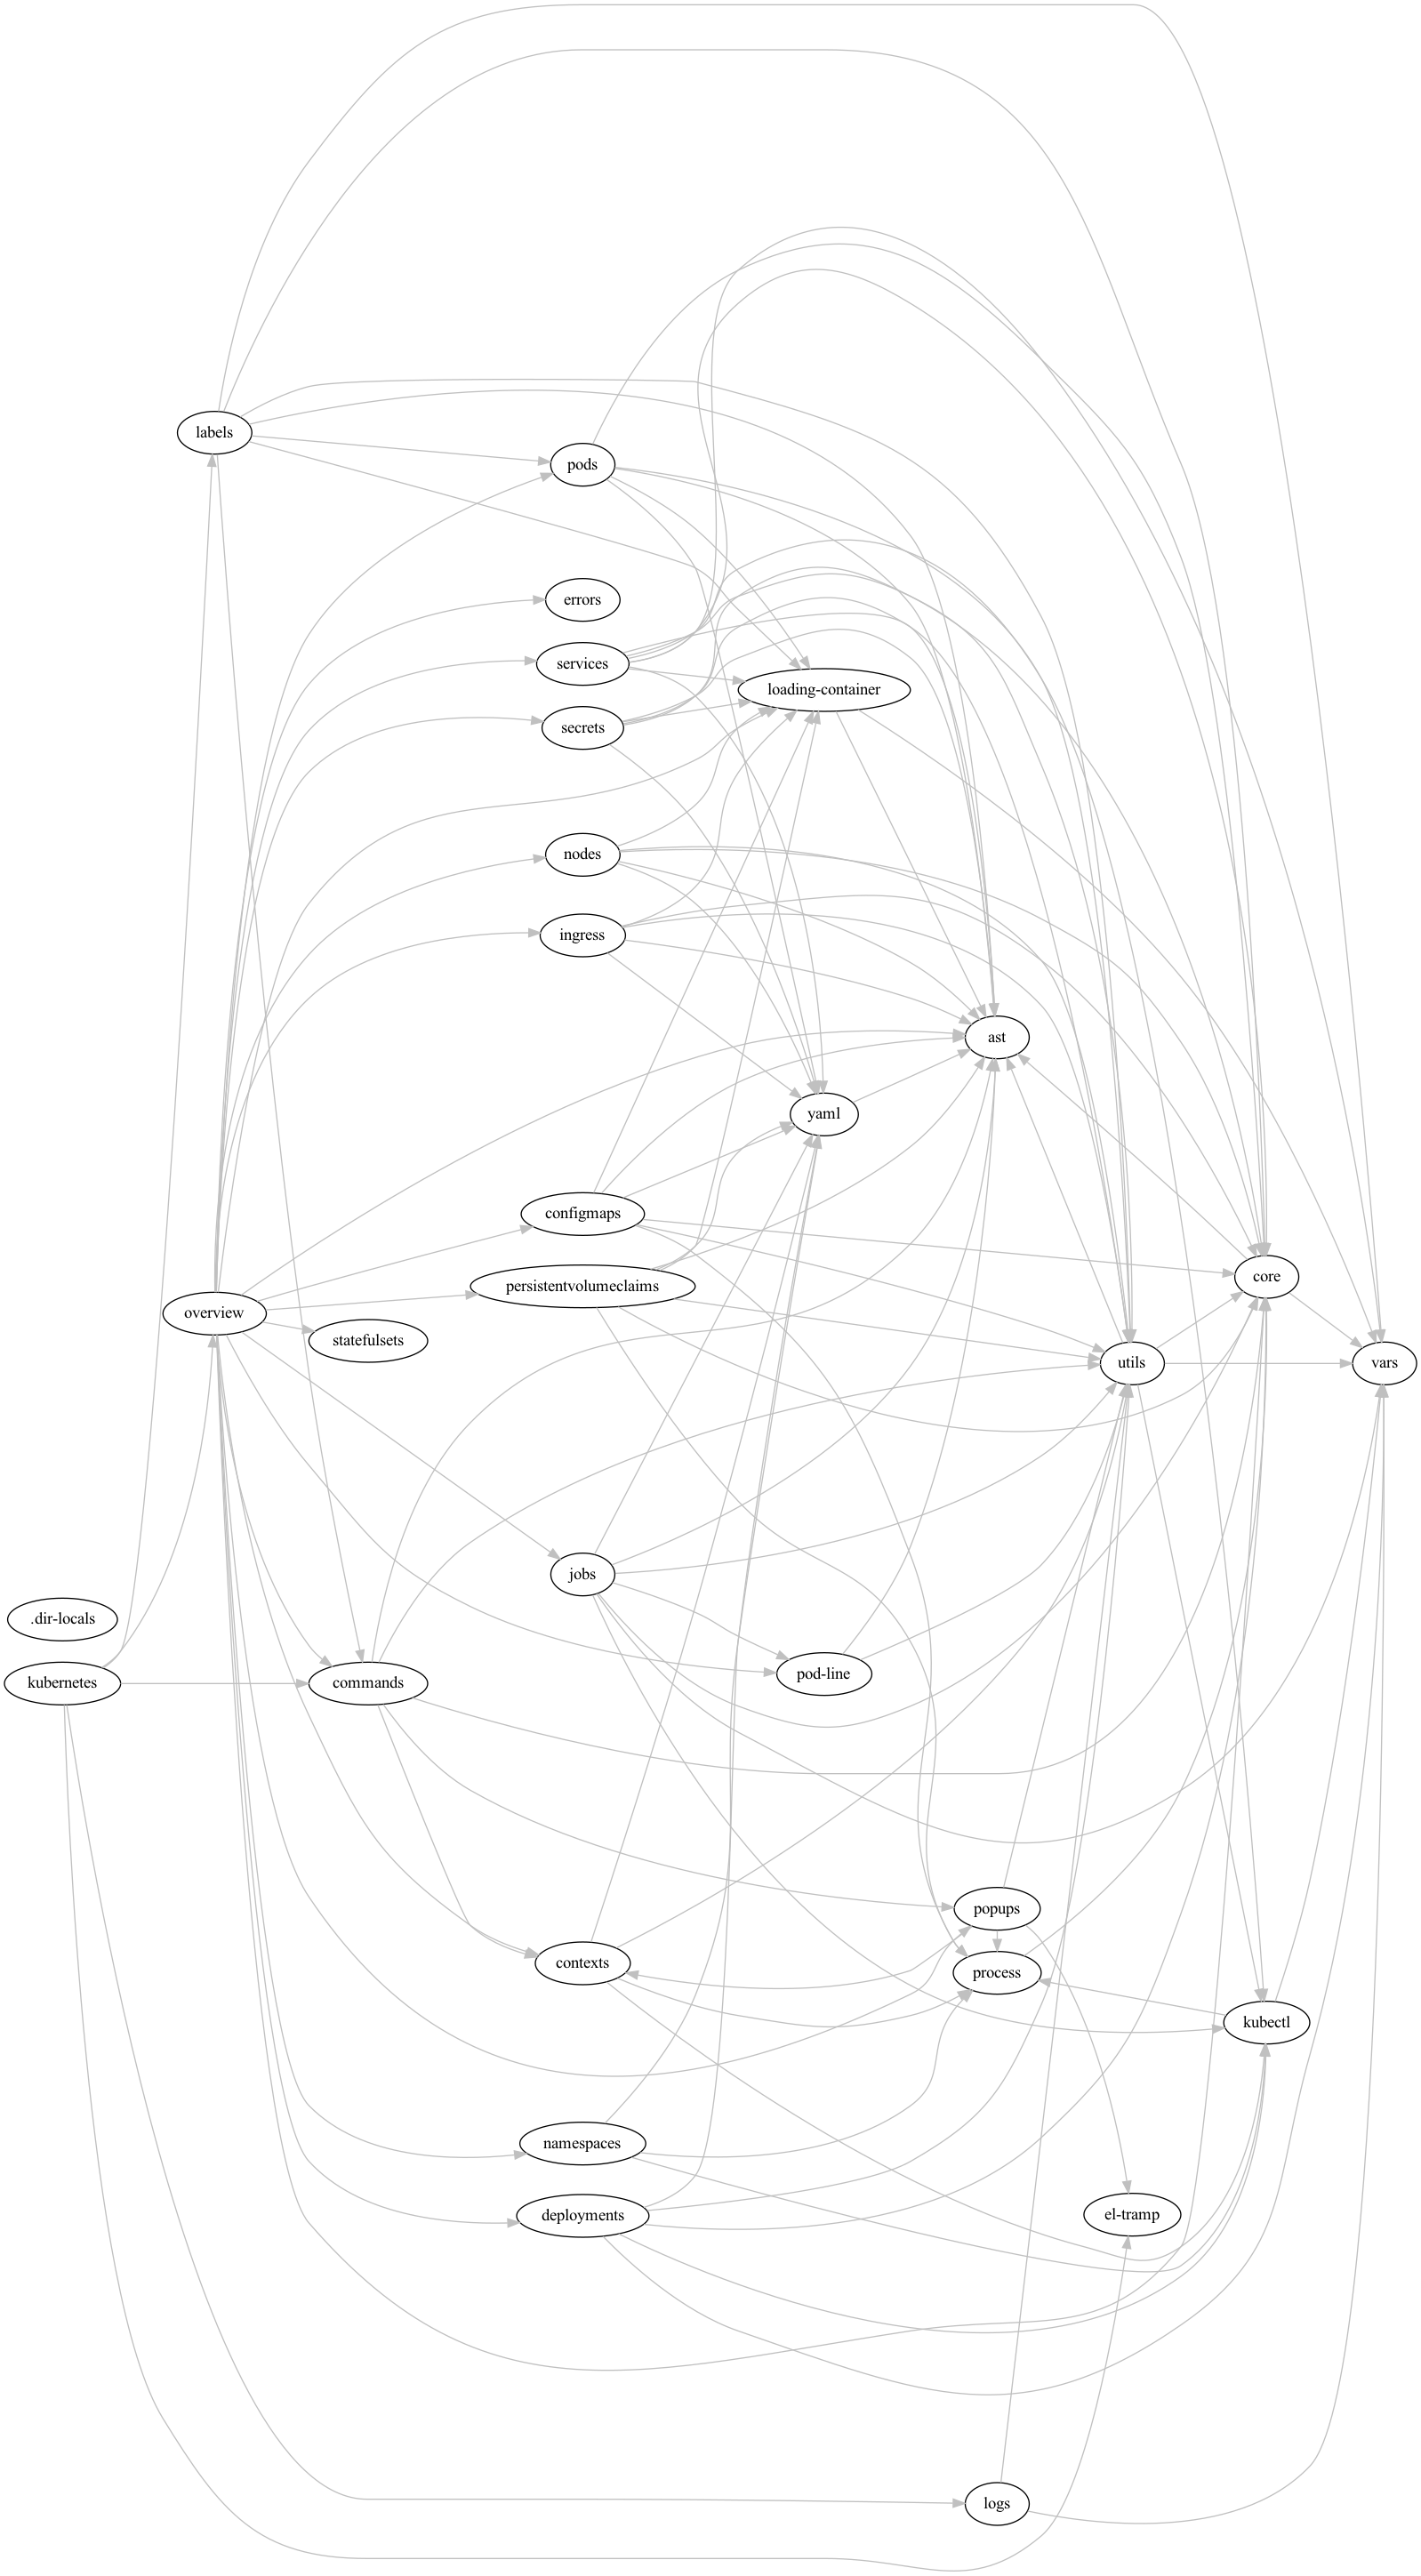 labels
pods
errors
services
loading-container
secrets
nodes
ingress
ast
yaml
configmaps
core
persistentvolumeclaims
overview
statefulsets
utils
vars
jobs
.dir-locals
pod-line
kubernetes
commands
popups
contexts
process
kubectl
namespaces
deployments
el-tramp
logs